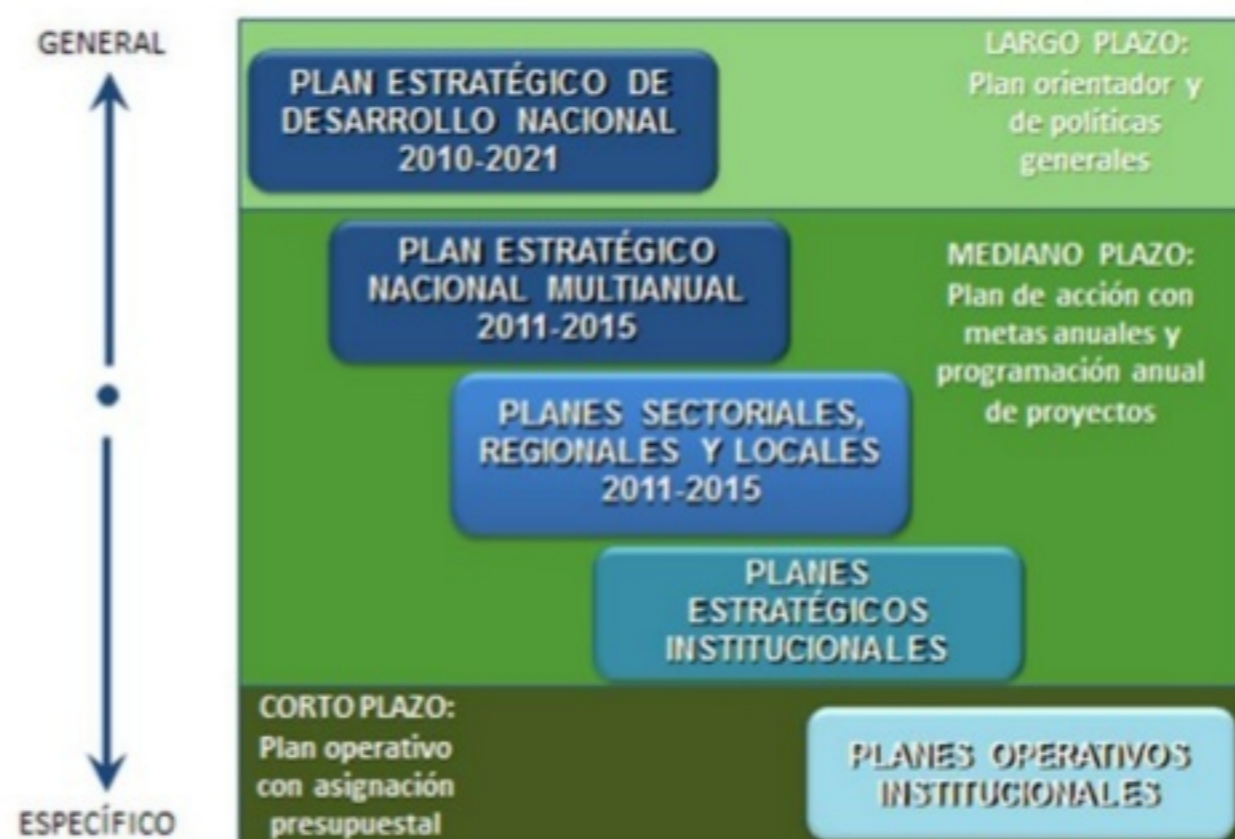 GENERAL
PLAN ESTRATÉGICO DE
DESARROLLO NACIONAL
2010-2021
LARGO PLAZO:
Plan orientador y
de políticas
generales
PLAN ESTRATÉGICO
NACIONAL MULTIANUAL
2011-2015
MEDIANO PLAZO:
Plan de acción con
metas anuales y
programación anual
de proyectos
PLANES SECTORIALES,
REGIONALES Y LOCALES
2011-2015
PLANES
ESTRATÉGICOS
INSTITUCIONALES
CORTO PLAZO:
Plan operativo
con asignación
presupuestal
PLANES OPERATIVOS
INSTITUCIONALES
ESPECÍFICO